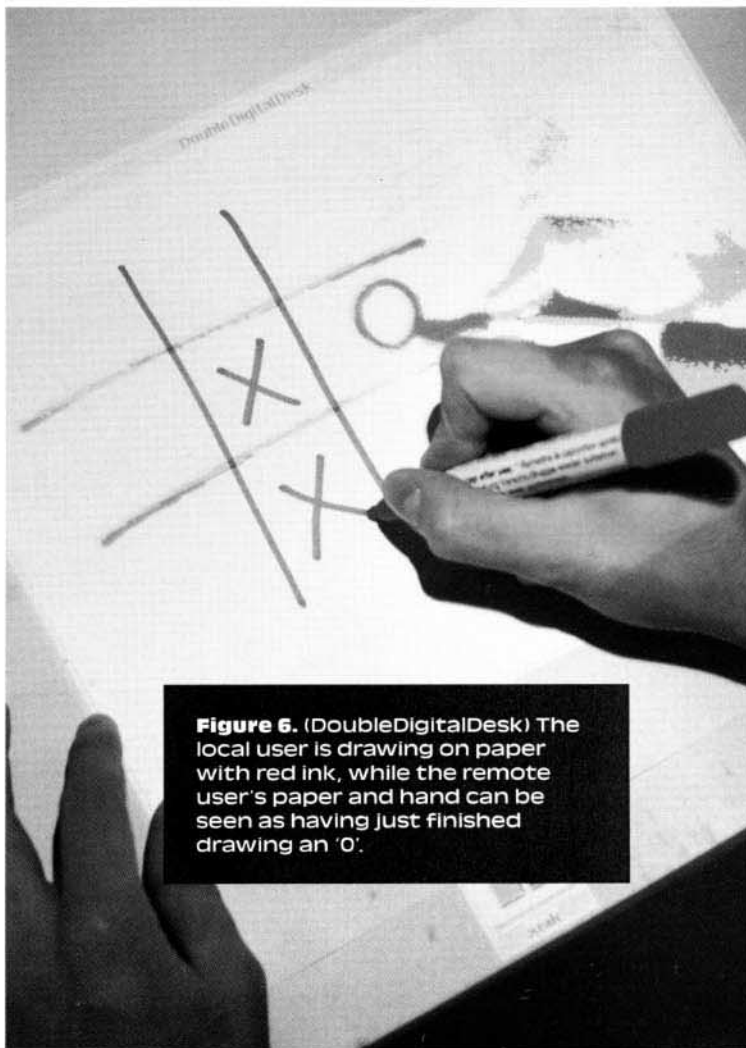 DoubleDigitalDesk
X
O
X
Figure 6. (DoubleDigitalDesk) The
local user is drawing on paper
with red ink, while the remote
user's paper and hand can be
seen as having just finished
drawing an '0'.